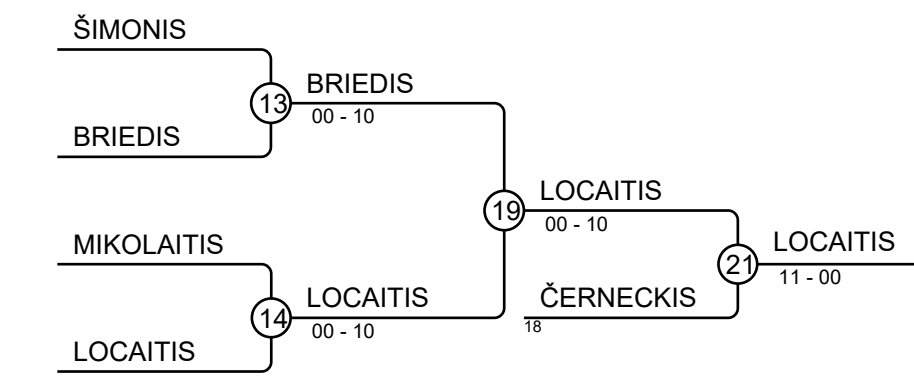 ŠIMONIS
13
BRIEDIS
00 - 10
BRIEDIS
19
LOCAITIS
00 - 10
MIKOLAITIS
21
LOCAITIS
11 - 00
14
LOCAITIS
00 - 10
ČERNECKIS
18
LOCAITIS